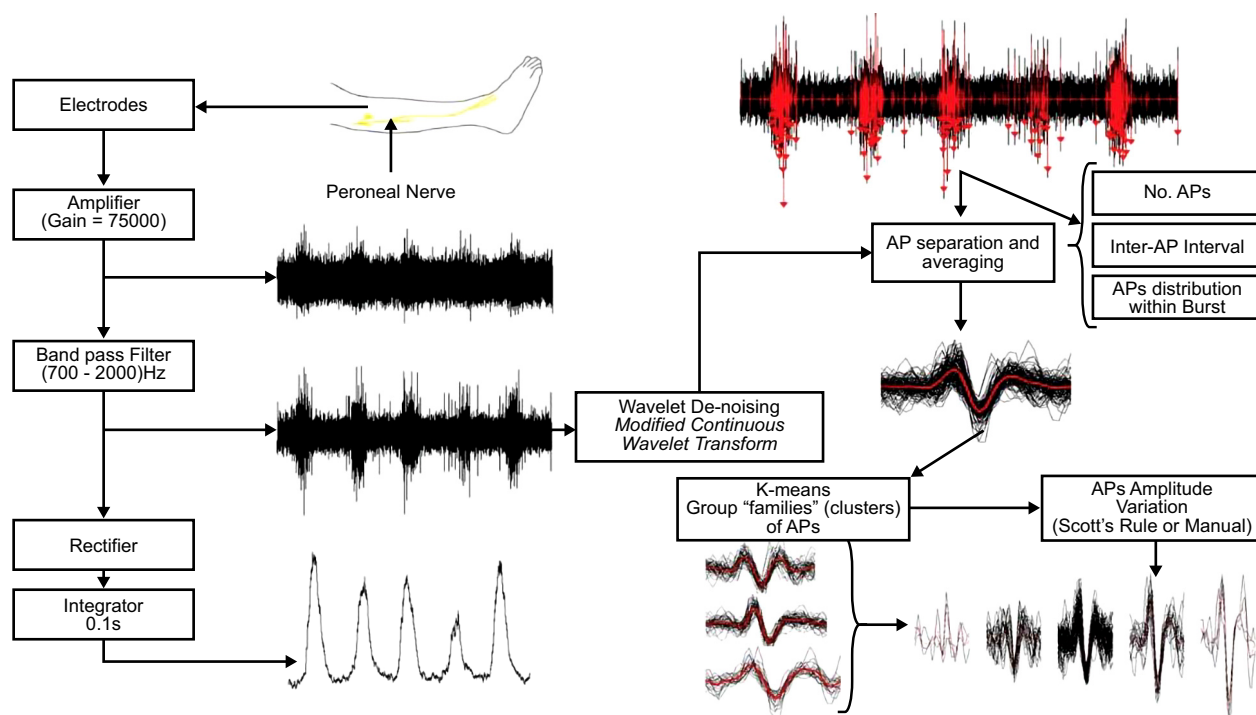 Electrodes
Peroneal Nerve
Amplifier
(Gain = 75000)
Band pass Filter
(700 - 2000)Hz
Rectifier
Integrator
0.1s
Wavelet De-noising
Modified Continuous
Wavelet Transform
AP separation and
averaging
No. APs
Inter-AP Interval
APs distribution
within Burst
K-means
Group “families” (clusters)
of APs
APs Amplitude
Variation
(Scott’s Rule or Manual)